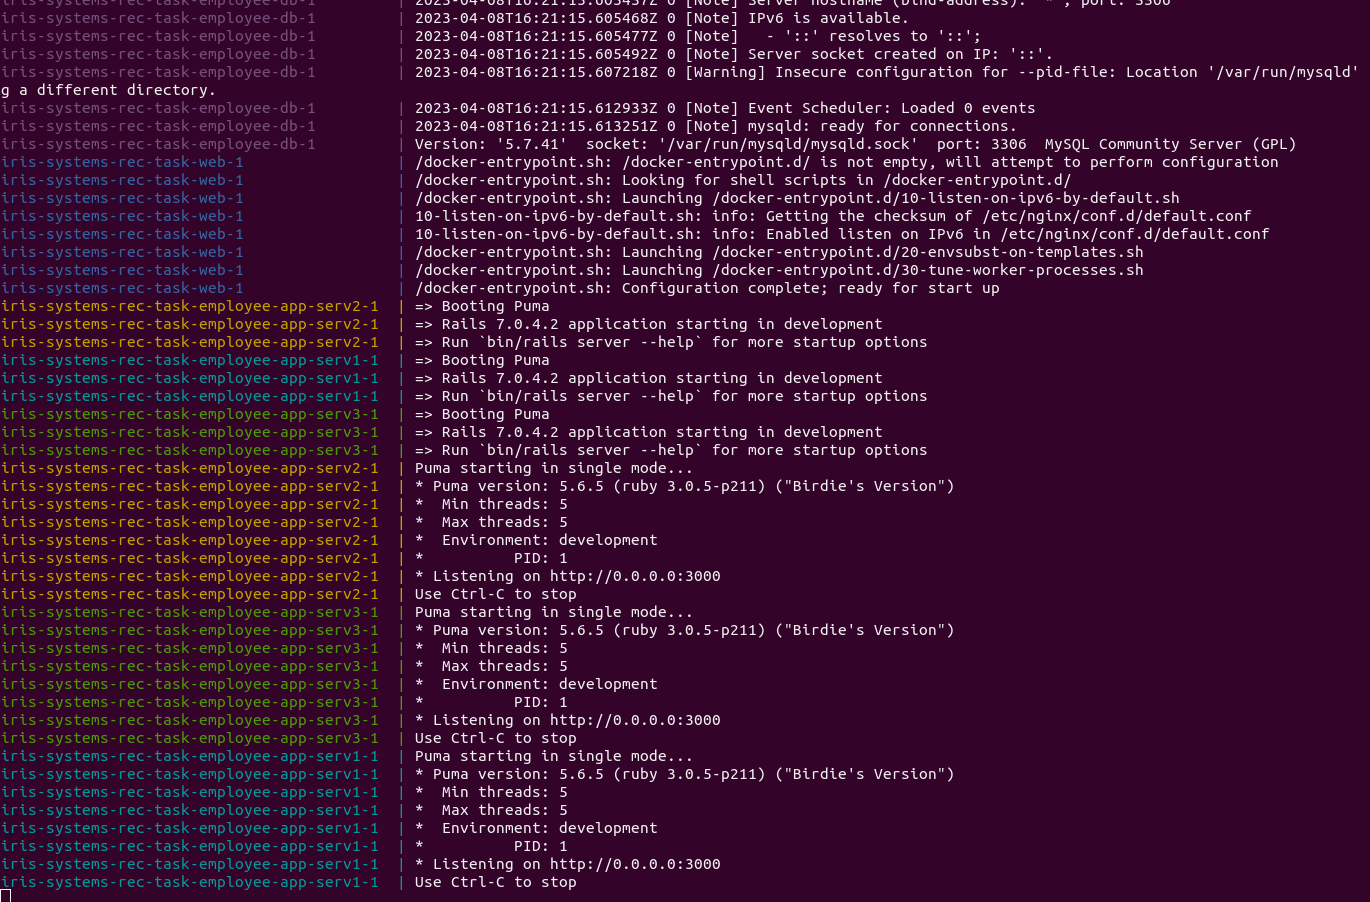 iris-systems-rec-task-employee-db-1 | 2023-04-08T16:21:15.605437Z 0 [Note] Server hostname (bind-address): '*'; port: 3306
iris-systems-rec-task-employee-db-1 | 2023-04-08T16:21:15.605468Z 0 [Note] IPv6 is available.
iris-systems-rec-task-employee-db-1 | 2023-04-08T16:21:15.605477Z 0 [Note]   - '::' resolves to '::';
iris-systems-rec-task-employee-db-1 | 2023-04-08T16:21:15.605492Z 0 [Note] Server socket created on IP: '::'.
iris-systems-rec-task-employee-db-1 | 2023-04-08T16:21:15.607218Z 0 [Warning] Insecure configuration for --pid-file: Location '/var/run/mysqld'
g a different directory.
iris-systems-rec-task-employee-db-1 | 2023-04-08T16:21:15.612933Z 0 [Note] Event Scheduler: Loaded 0 events
iris-systems-rec-task-employee-db-1 | 2023-04-08T16:21:15.613251Z 0 [Note] mysqld: ready for connections.
iris-systems-rec-task-employee-db-1 | Version: '5.7.41'  socket: '/var/run/mysqld/mysqld.sock'  port: 3306  MySQL Community Server (GPL)
iris-systems-rec-task-web-1 | /docker-entrypoint.sh: /docker-entrypoint.d/ is not empty, will attempt to perform configuration
iris-systems-rec-task-web-1 | /docker-entrypoint.sh: Looking for shell scripts in /docker-entrypoint.d/
iris-systems-rec-task-web-1 | /docker-entrypoint.sh: Launching /docker-entrypoint.d/10-listen-on-ipv6-by-default.sh
iris-systems-rec-task-web-1 | 10-listen-on-ipv6-by-default.sh: info: Getting the checksum of /etc/nginx/conf.d/default.conf
iris-systems-rec-task-web-1 | 10-listen-on-ipv6-by-default.sh: info: Enabled listen on IPv6 in /etc/nginx/conf.d/default.conf
iris-systems-rec-task-web-1 | /docker-entrypoint.sh: Launching /docker-entrypoint.d/20-envsubst-on-templates.sh
iris-systems-rec-task-web-1 | /docker-entrypoint.sh: Launching /docker-entrypoint.d/30-tune-worker-processes.sh
iris-systems-rec-task-web-1 | /docker-entrypoint.sh: Configuration complete; ready for start up
iris-systems-rec-task-employee-app-serv2-1 | => Booting Puma
iris-systems-rec-task-employee-app-serv2-1 | => Rails 7.0.4.2 application starting in development
iris-systems-rec-task-employee-app-serv2-1 | => Run `bin/rails server --help` for more startup options
iris-systems-rec-task-employee-app-serv1-1 | => Booting Puma
iris-systems-rec-task-employee-app-serv1-1 | => Rails 7.0.4.2 application starting in development
iris-systems-rec-task-employee-app-serv1-1 | => Run `bin/rails server --help` for more startup options
iris-systems-rec-task-employee-app-serv3-1 | => Booting Puma
iris-systems-rec-task-employee-app-serv3-1 | => Rails 7.0.4.2 application starting in development
iris-systems-rec-task-employee-app-serv3-1 | => Run `bin/rails server --help` for more startup options
iris-systems-rec-task-employee-app-serv2-1 | Puma starting in single mode...
iris-systems-rec-task-employee-app-serv2-1 | * Puma version: 5.6.5 (ruby 3.0.5-p211) ("Birdie's Version")
iris-systems-rec-task-employee-app-serv2-1 | *  Min threads: 5
iris-systems-rec-task-employee-app-serv2-1 | *  Max threads: 5
iris-systems-rec-task-employee-app-serv2-1 | *  Environment: development
iris-systems-rec-task-employee-app-serv2-1 | *          PID: 1
iris-systems-rec-task-employee-app-serv2-1 | * Listening on http://0.0.0.0:3000
iris-systems-rec-task-employee-app-serv2-1 | Use Ctrl-C to stop
iris-systems-rec-task-employee-app-serv3-1 | Puma starting in single mode...
iris-systems-rec-task-employee-app-serv3-1 | * Puma version: 5.6.5 (ruby 3.0.5-p211) ("Birdie's Version")
iris-systems-rec-task-employee-app-serv3-1 | *  Min threads: 5
iris-systems-rec-task-employee-app-serv3-1 | *  Max threads: 5
iris-systems-rec-task-employee-app-serv3-1 | *  Environment: development
iris-systems-rec-task-employee-app-serv3-1 | *          PID: 1
iris-systems-rec-task-employee-app-serv3-1 | * Listening on http://0.0.0.0:3000
iris-systems-rec-task-employee-app-serv3-1 | Use Ctrl-C to stop
iris-systems-rec-task-employee-app-serv1-1 | Puma starting in single mode...
iris-systems-rec-task-employee-app-serv1-1 | * Puma version: 5.6.5 (ruby 3.0.5-p211) ("Birdie's Version")
iris-systems-rec-task-employee-app-serv1-1 | *  Min threads: 5
iris-systems-rec-task-employee-app-serv1-1 | *  Max threads: 5
iris-systems-rec-task-employee-app-serv1-1 | *  Environment: development
iris-systems-rec-task-employee-app-serv1-1 | *          PID: 1
iris-systems-rec-task-employee-app-serv1-1 | * Listening on http://0.0.0.0:3000
iris-systems-rec-task-employee-app-serv1-1 | Use Ctrl-C to stop